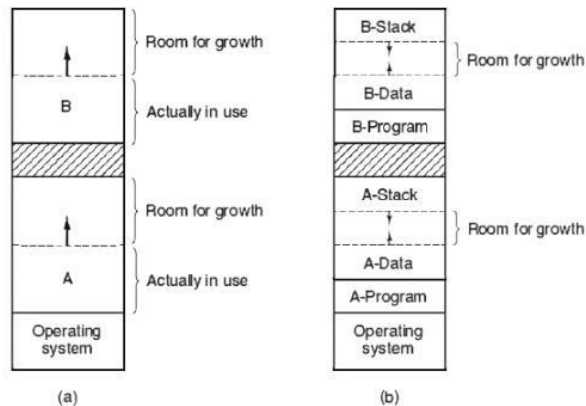 Room for growth
B
Actually in use
Room for growth
A
Actually in use
Operating
system
(a)
B-Stack
Room for growth
B-Data
B-Program
A-Stack
Room for growth
A-Data
A-Program
Operating
system
(b)